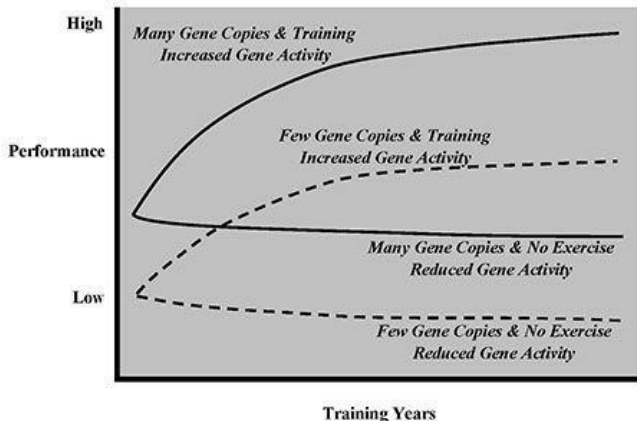 High
Many Gene Copies & Training
Increased Gene Activity
Performance
Few Gene Copies & Training
Increased Gene Activity
Many Gene Copies & No Exercise
Reduced Gene Activity
Low
Few Gene Copies & No Exercise
Reduced Gene Activity
Training Years